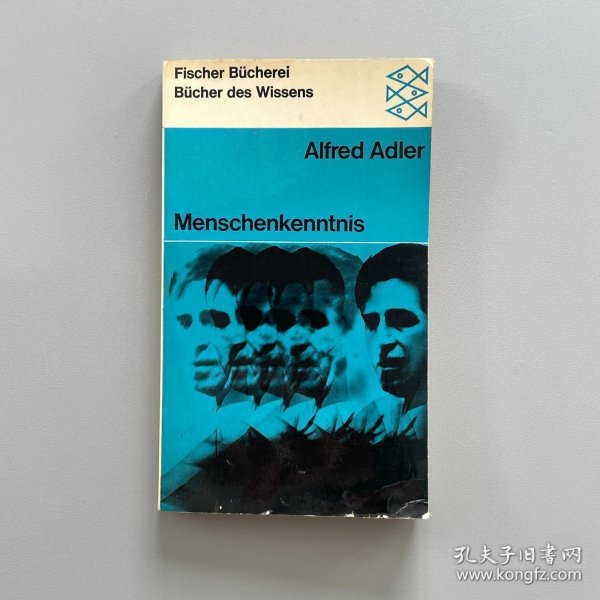 Fischer Bücherei
Bücher des Wissens
Alfred Adler
Menschenkenntnis
孔夫子旧书网
www.kongfz.com